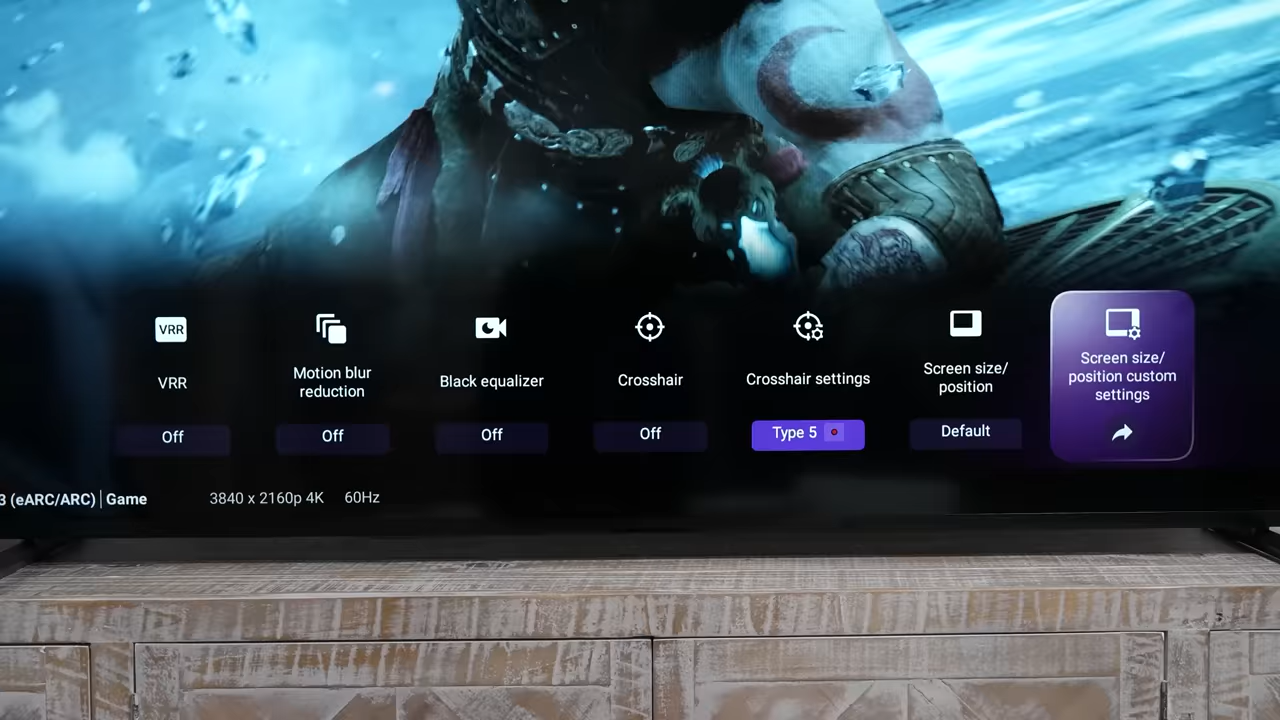 VRR
VRR
Off
Motion blur
reduction
Off
Black equalizer
Off
Crosshair
Off
Crosshair settings
Type 5
Screen size/
position
Default
Screen size/
position custom
settings
3 (eARC/ARC) | Game
3840 x 2160p 4K 60Hz